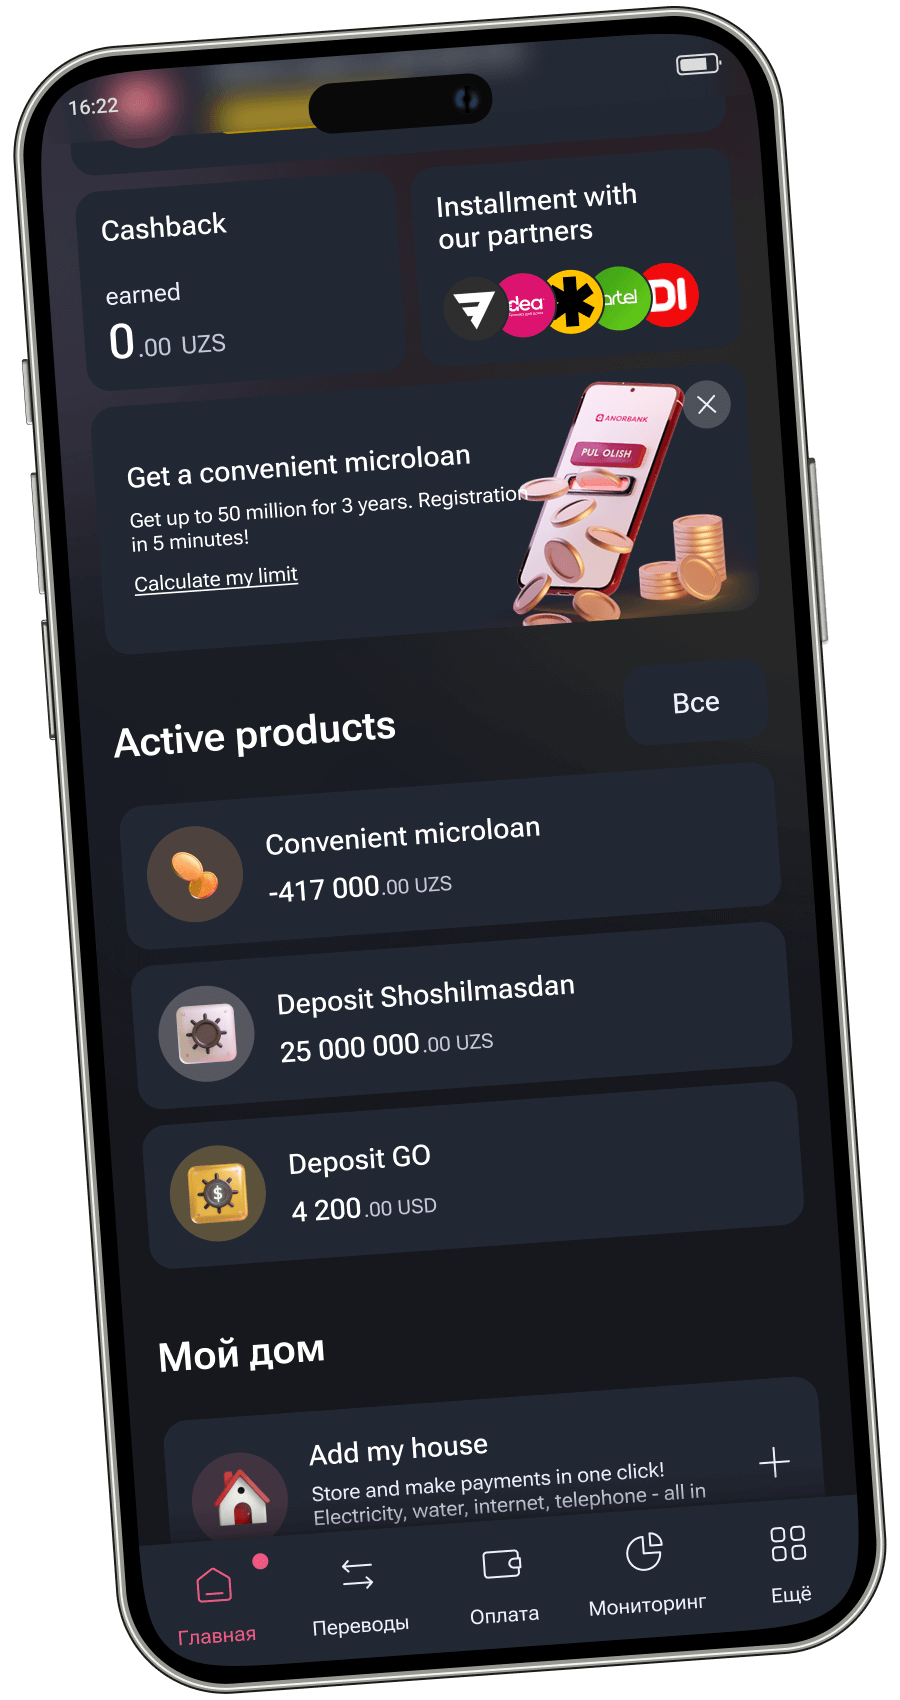 16:22
Cashback
earned
0.00 UZS
Installment with
our partners
dea
artel
DI
ANORBANK
PUL OLISH
Get a convenient microloan
Get up to 50 million for 3 years. Registration
in 5 minutes!
Calculate my limit
Active products
Все
Convenient microloan
-417 000.00 UZS
Deposit Shoshilmasdan
25 000 000.00 UZS
Deposit GO
$
4 200.00 USD
Мой дом
Add my house
Store and make payments in one click!
Electricity, water, internet, telephone - all in
Главная
Переводы
Оплата
Мониторинг
Ещё